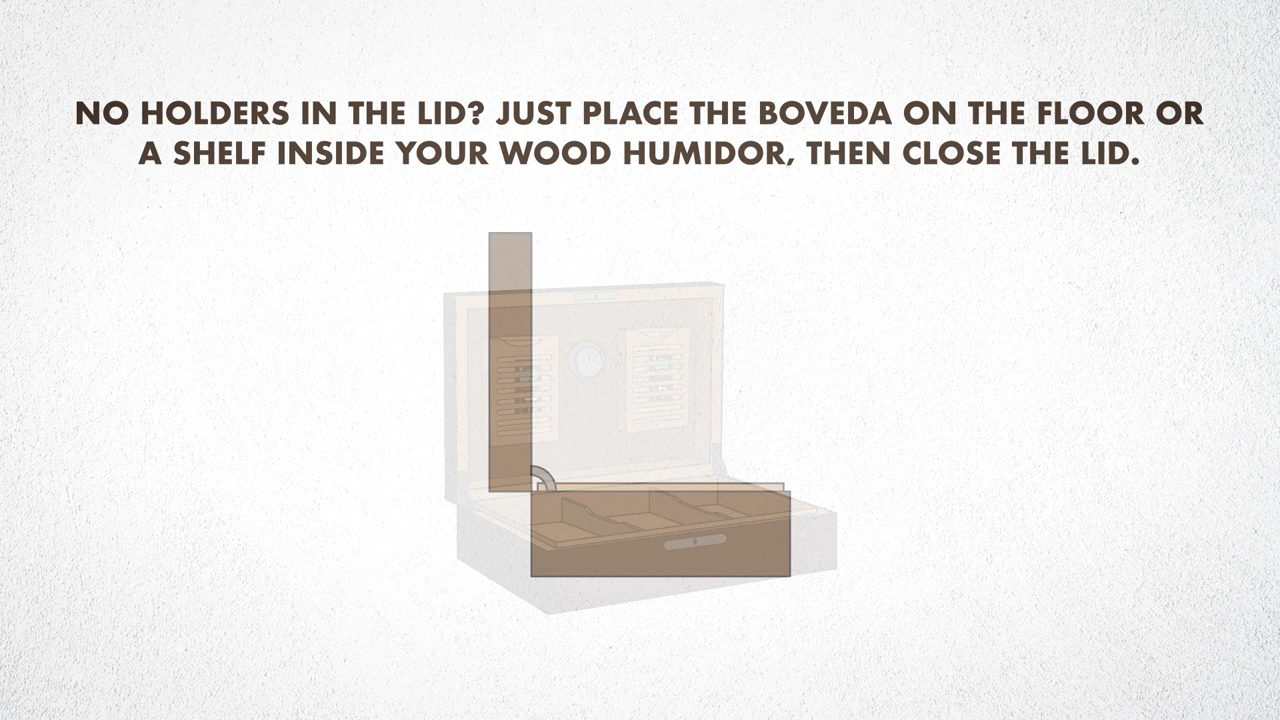 NO HOLDERS IN THE LID? JUST PLACE THE BOVEDA ON THE FLOOR OR
A SHELF INSIDE YOUR WOOD HUMIDOR, THEN CLOSE THE LID.